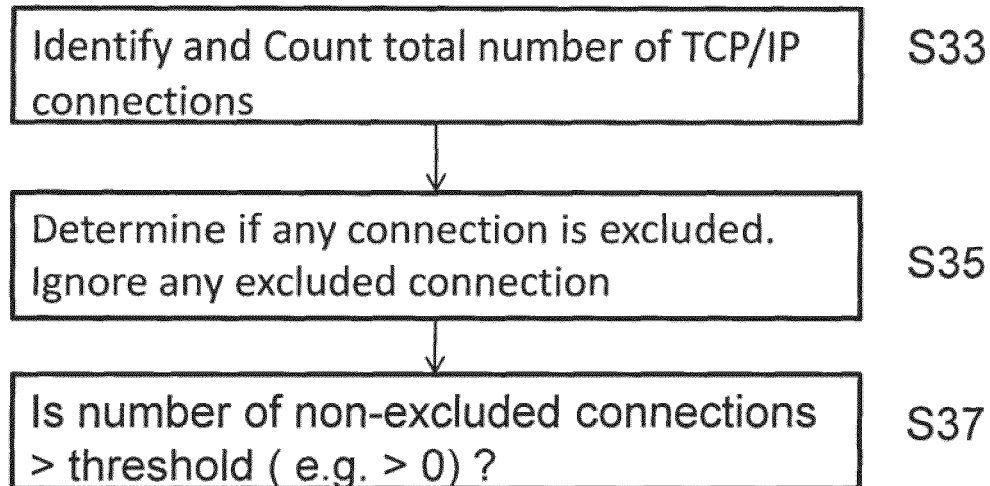 Identify and Count total number of TCP/IP
connections
S33
Determine if any connection is excluded.
Ignore any excluded connection
S35
Is number of non-excluded connections
> threshold ( e.g. > 0) ?
S37